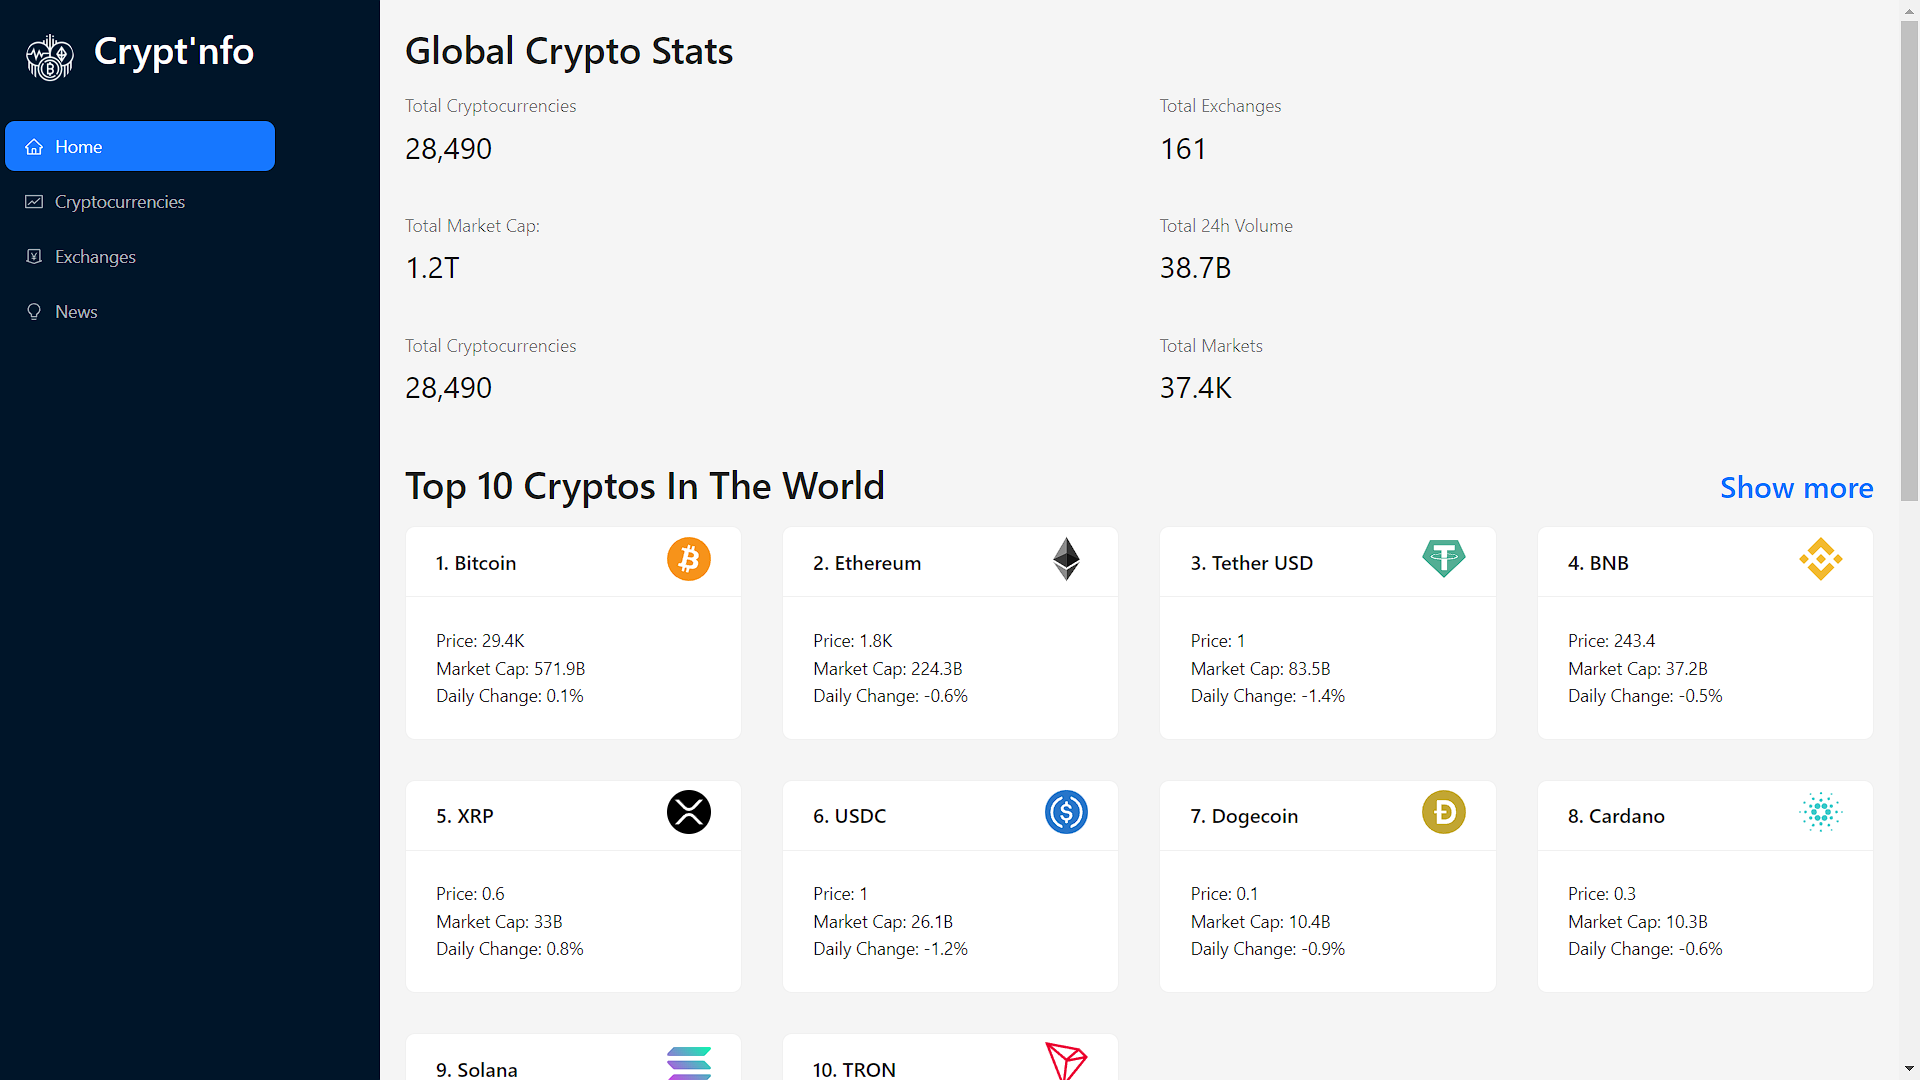 Crypt'nfo
Home
Cryptocurrencies
Exchanges
News
Global Crypto Stats
Total Cryptocurrencies
28,490
Total Exchanges
161
Total Market Cap:
1.2T
Total 24h Volume
38.7B
Total Cryptocurrencies
28,490
Total Markets
37.4K
Top 10 Cryptos In The World
Show more
1. Bitcoin
Price: 29.4K
Market Cap: 571.9B
Daily Change: 0.1%
2. Ethereum
Price: 1.8K
Market Cap: 224.3B
Daily Change: -0.6%
3. Tether USD
Price: 1
Market Cap: 83.5B
Daily Change: -1.4%
4. BNB
Price: 243.4
Market Cap: 37.2B
Daily Change: -0.5%
5. XRP
Price: 0.6
Market Cap: 33B
Daily Change: 0.8%
6. USDC
Price: 1
Market Cap: 26.1B
Daily Change: -1.2%
7. Dogecoin
Price: 0.1
Market Cap: 10.4B
Daily Change: -0.9%
8. Cardano
Price: 0.3
Market Cap: 10.3B
Daily Change: -0.6%
9. Solana
10. TRON